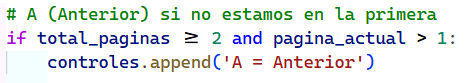 # A (Anterior) si no estamos en la primera
if total_paginas ≥ 2 and pagina_actual > 1:
    controles.append('A = Anterior')